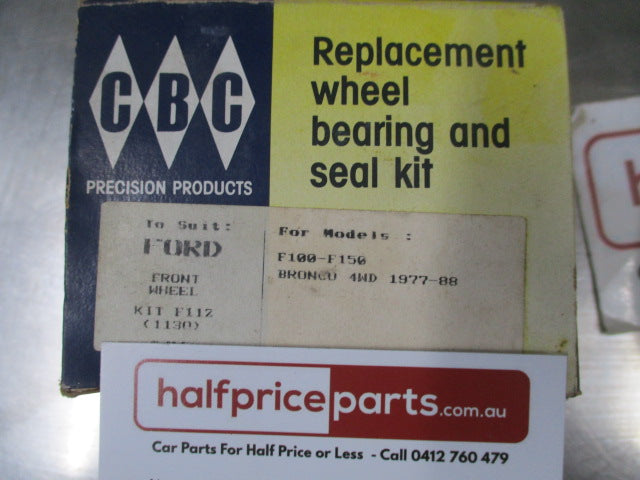 CBC
PRECISION PRODUCTS
Replacement
wheel
bearing and
seal kit
To Suit:
FORD
FRONT
WHEEL
KIT F112
(1130)
For Models :
F100-F150
BRONCO 4WD 1977-88
halfpriceparts.com.au
Car Parts For Half Price or Less - Call 0412 760 479